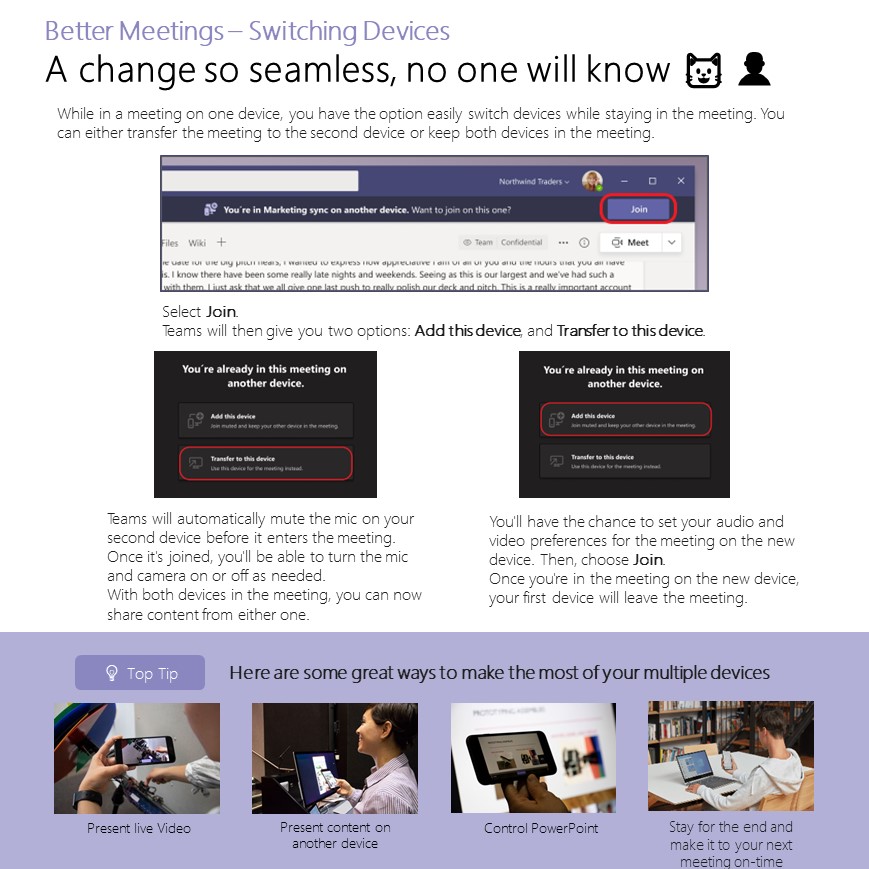 Better Meetings – Switching Devices
A change so seamless, no one will know
While in a meeting on one device, you have the option easily switch devices while staying in the meeting. You
can either transfer the meeting to the second device or keep both devices in the meeting.
Northwind Traders
You're in Marketing sync on another device. Want to join on this one?
Join
Files Wiki +
Team Confidential
Meet
e date for the big pitch nears, I wanted to express how appreciative I am of all of you and the hours that you all have
is. I know there have been some really late nights and weekends. Seeing as this is our largest and we've had such a
with them, I just ask that we all give one last push to really polish our deck and pitch. This is a really important account
Select Join.
Teams will then give you two options: Add this device, and Transfer to this device.
You're already in this meeting on
another device.
Add this device
Join muted and keep your other device in the meeting.
Transfer to this device
Use this device for the meeting instead.
You're already in this meeting on
another device.
Add this device
Join muted and keep your other device in the meeting.
Transfer to this device
Use this device for the meeting instead.
Teams will automatically mute the mic on your
second device before it enters the meeting.
Once it's joined, you'll be able to turn the mic
and camera on or off as needed.
With both devices in the meeting, you can now
share content from either one.
You'll have the chance to set your audio and
video preferences for the meeting on the new
device. Then, choose Join.
Once you're in the meeting on the new device,
your first device will leave the meeting.
Top Tip
Here are some great ways to make the most of your multiple devices
PROTOTYPING ASSEMBLIES
Present live Video
Present content on
another device
Control PowerPoint
Stay for the end and
make it to your next
meeting on-time